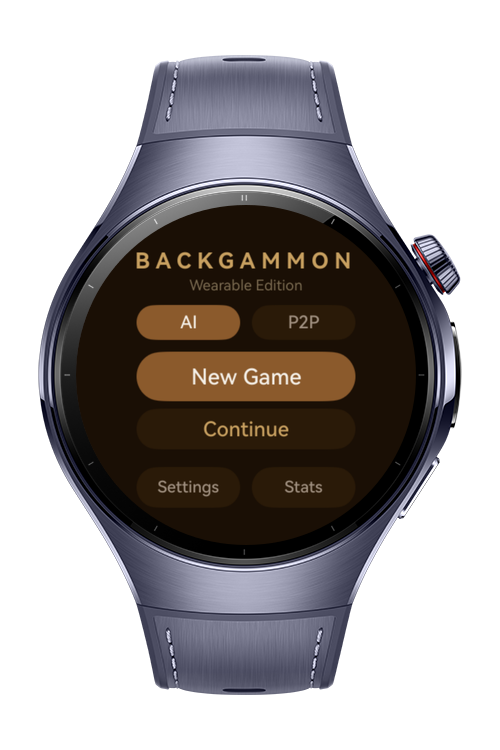 BACKGAMMON
Wearable Edition
AI P2P
New Game
Continue
Settings Stats